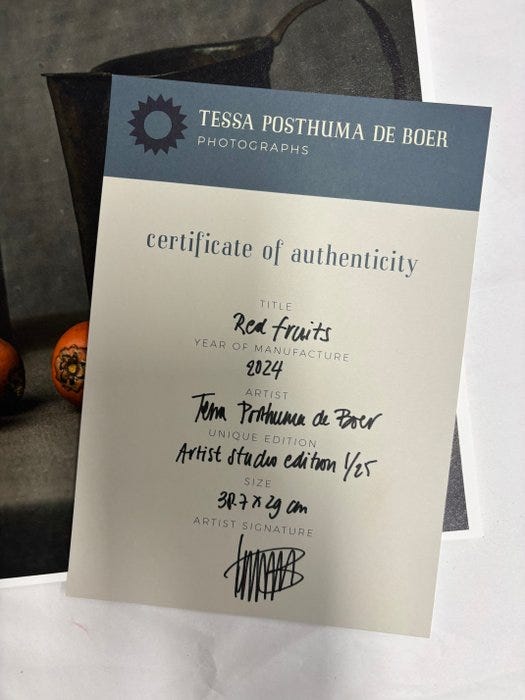 TESSA POSTHUMA DE BOER
PHOTOGRAPHS
certificate of authenticity
TITLE
Red fruits
YEAR OF MANUFACTURE
2024
ARTIST
Tessa Posthuma de Boer
UNIQUE EDITION
Artist studio edition 1/25
SIZE
38.7 x 29 cm
ARTIST SIGNATURE